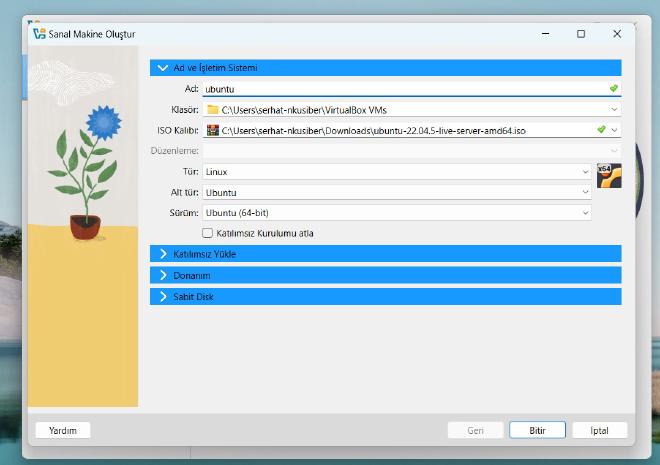 Sanal Makine Oluştur
Ad ve İşletim Sistemi
Ad: ubuntu
Klasör: C:\Users\serhat-nkusiber\VirtualBox VMs
ISO Kalıbı: C:\Users\serhat-nkusiber\Downloads\ubuntu-22.04.5-live-server-amd64.iso
Düzenleme:
Tür: Linux
x64
Alt tür: Ubuntu
Sürüm: Ubuntu (64-bit)
Katılımsız Kurulumu atla
Katılımsız Yükle
Donanım
Sabit Disk
Yardım Geri Bitir İptal